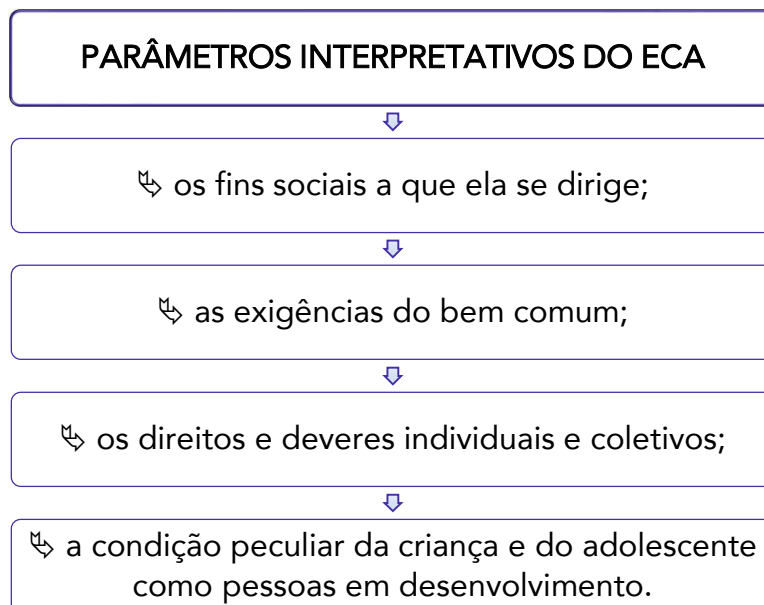 PARÂMETROS INTERPRETATIVOS DO ECA
os fins sociais a que ela se dirige;
as exigências do bem comum;
os direitos e deveres individuais e coletivos;
a condição peculiar da criança e do adolescente
como pessoas em desenvolvimento.